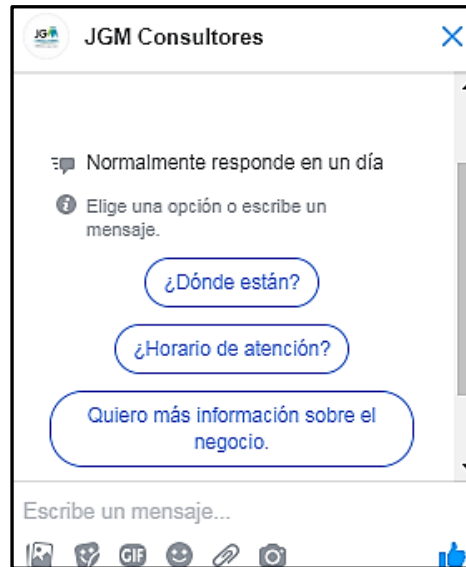 JGM
JGM Consultores
Normalmente responde en un día
Elige una opción o escribe un
mensaje.
¿Dónde están?
¿Horario de atención?
Quiero más información sobre el
negocio.
Escribe un mensaje...
GIF